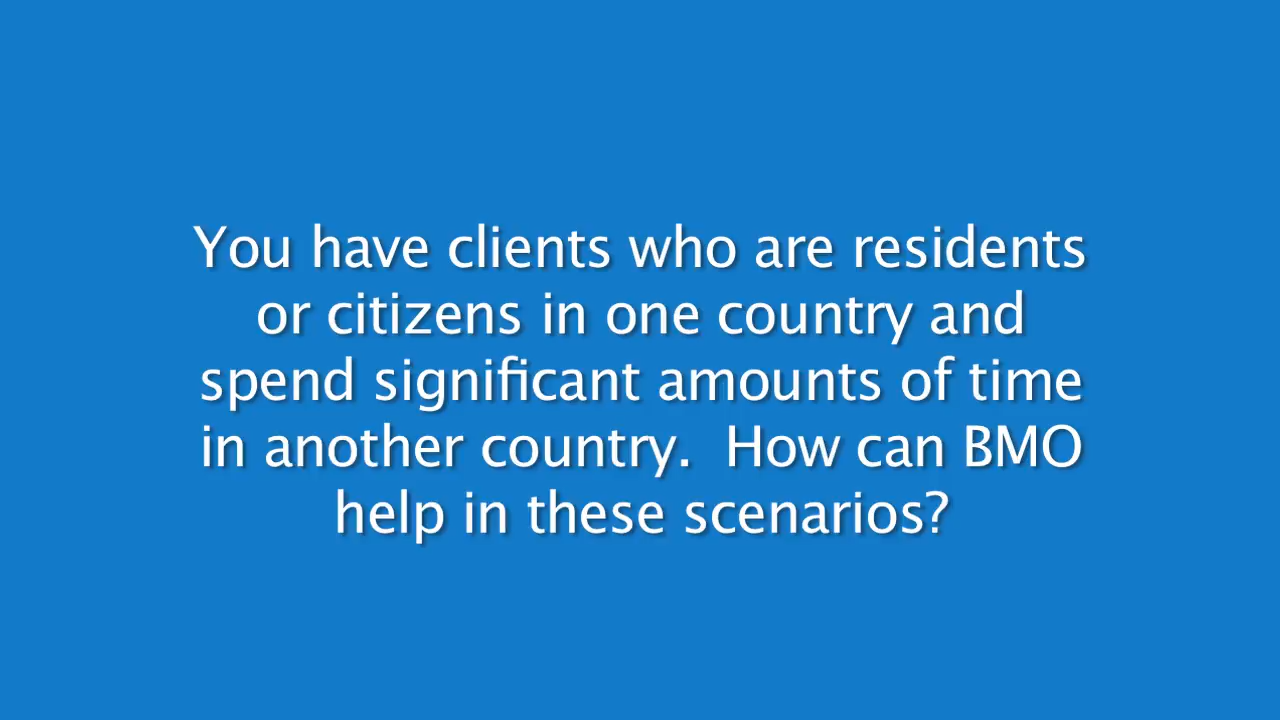 You have clients who are residents
or citizens in one country and
spend significant amounts of time
in another country.  How can BMO
help in these scenarios?